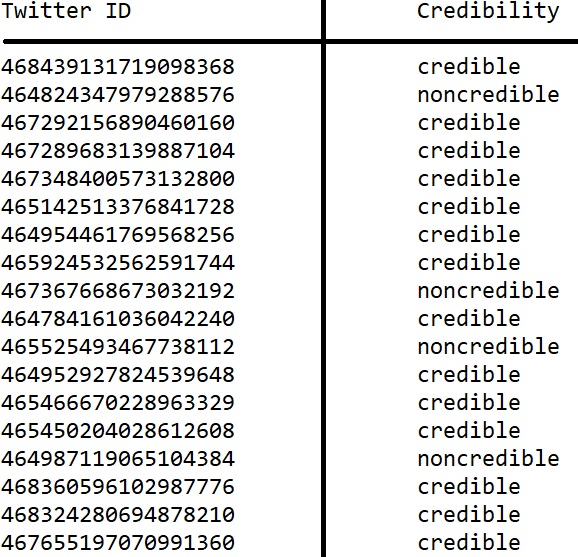 Twitter ID Credibility
468439131719098368 credible
464824347979288576 noncredible
467292156890460160 credible
467289683139887104 credible
467348400573132800 credible
465142513376841728 credible
464954461769568256 credible
465924532562591744 credible
467367668673032192 noncredible
464784161036042240 credible
465525493467738112 noncredible
464952927824539648 credible
465466670228963329 credible
465450204028612608 credible
464987119065104384 noncredible
468360596102987776 credible
468324280694878210 credible
467655197070991360 credible